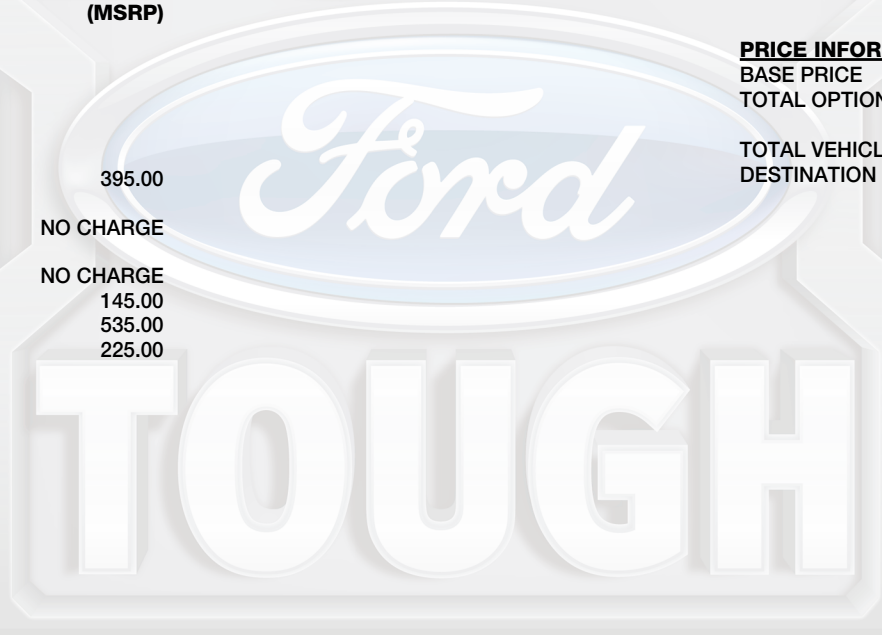 (MSRP)
395.00
NO CHARGE
NO CHARGE
145.00
535.00
225.00
PRICE INFOR
BASE PRICE
TOTAL OPTION
TOTAL VEHICL
DESTINATION
Ford
TOUGH